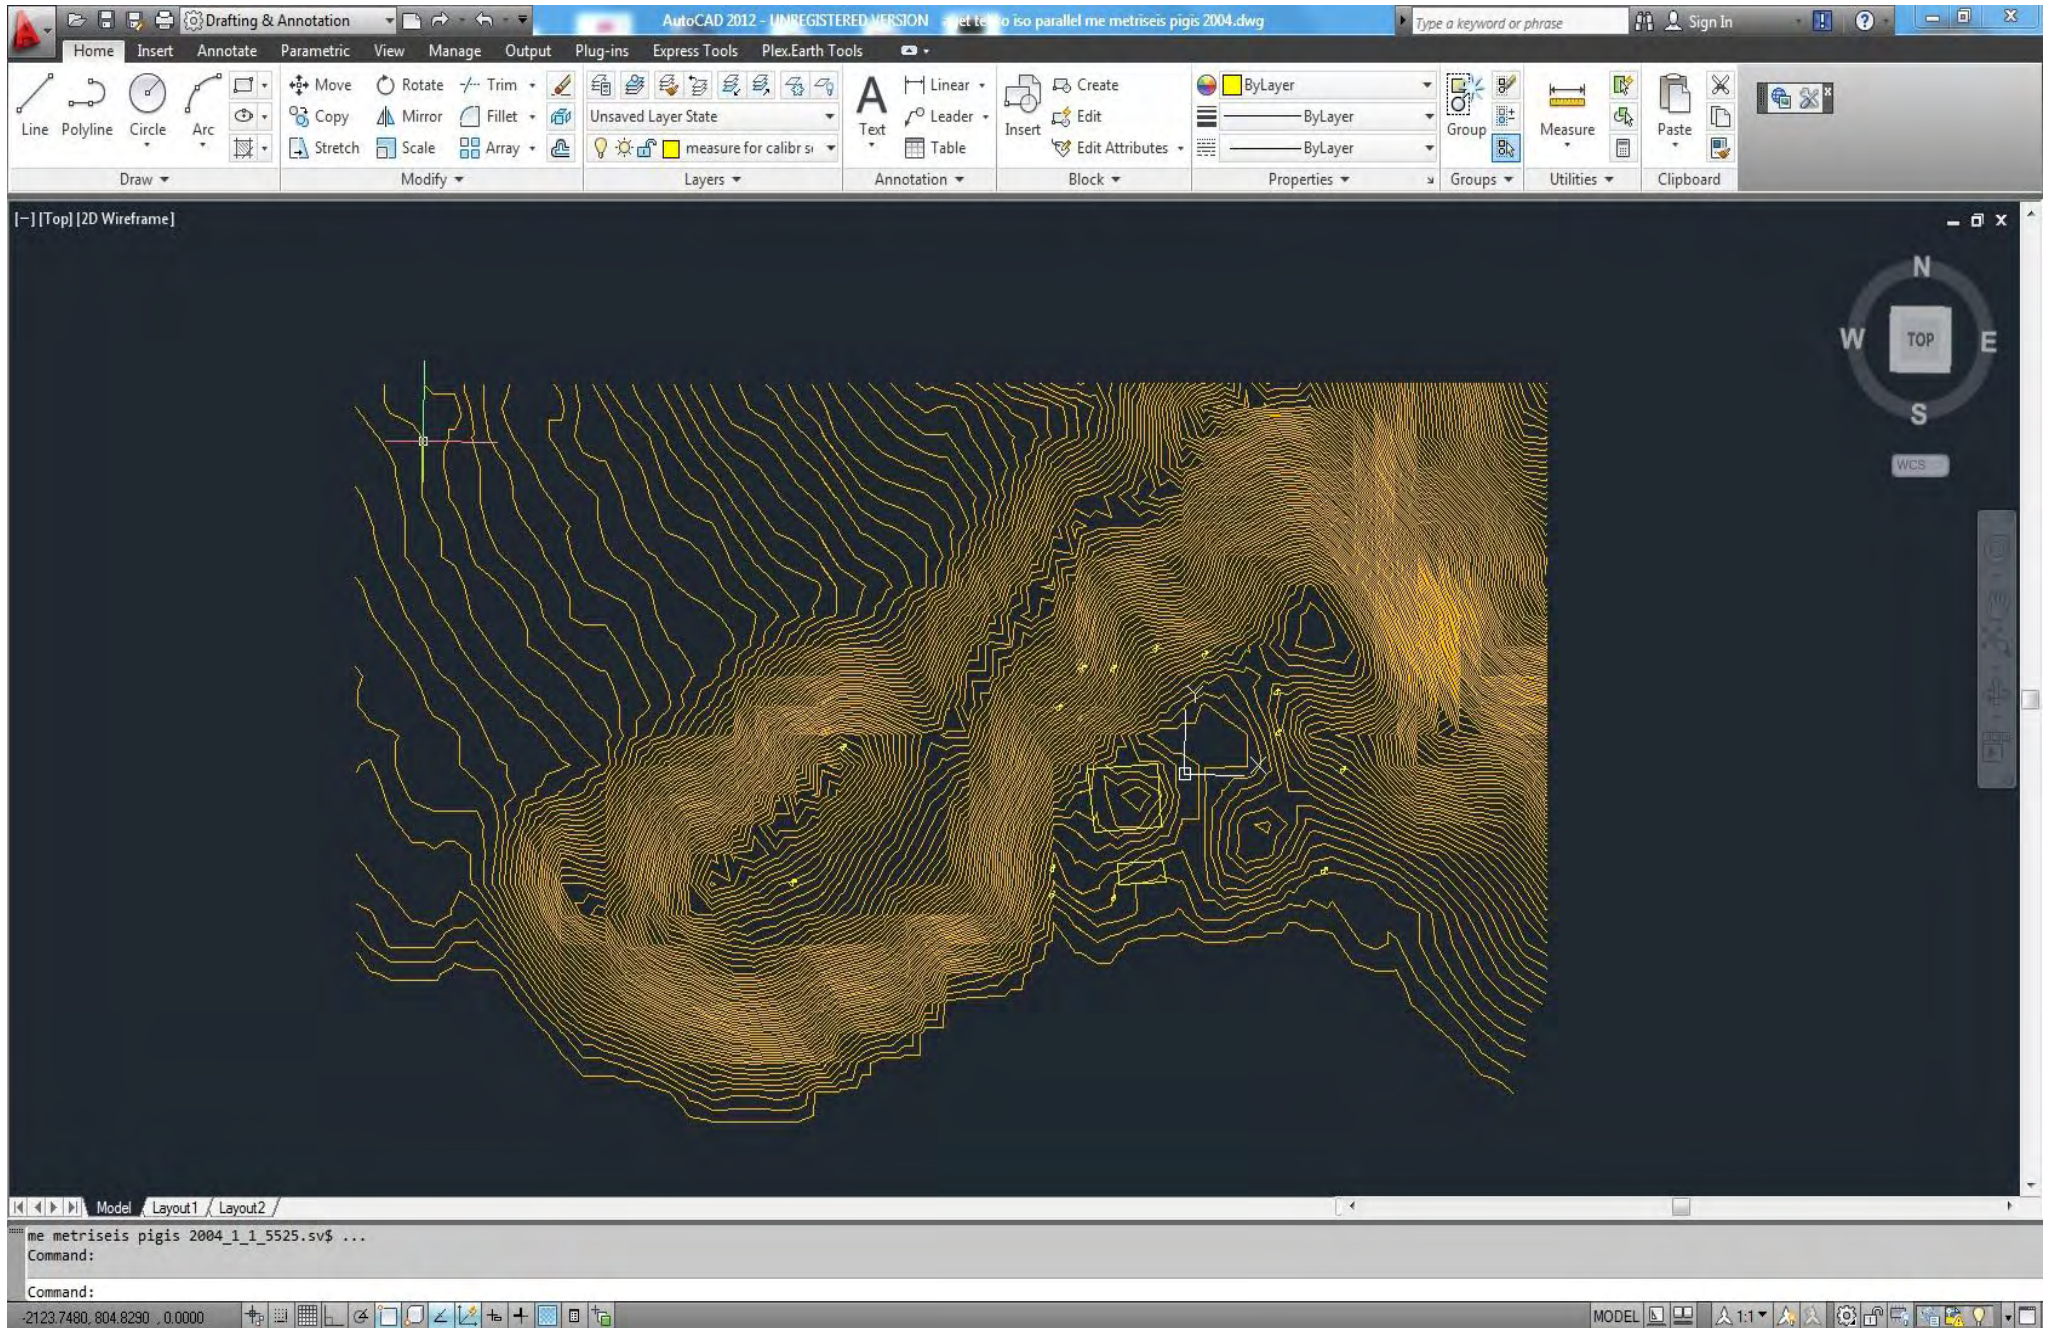 Drafting & Annotation
AutoCAD 2012 - UNREGISTERED VERSION
iso parallel me metriseis pigis 2004.dwg
Type a keyword or phrase
Sign In
Home Insert Annotate Parametric View Manage Output Plug-ins Express Tools Plex.Earth Tools
Line Polyline Circle Arc
Draw
Move Rotate Trim
Copy Mirror Fillet
Stretch Scale Array
Modify
Unsaved Layer State
measure for calibr
Layers
Text
Linear
Leader
Table
Annotation
Insert
Create
Edit
Edit Attributes
Block
ByLayer
ByLayer
ByLayer
Properties
Group
Groups
Measure
Utilities
Paste
Clipboard
[−] [Top] [2D Wireframe]
N
W TOP E
S
WCS
Y
X
Model Layout1 Layout2
me metriseis pigis 2004_1_1_5525.sv$ ...
Command:
Command:
-2123.7480, 804.8290 , 0.0000
MODEL
1:1